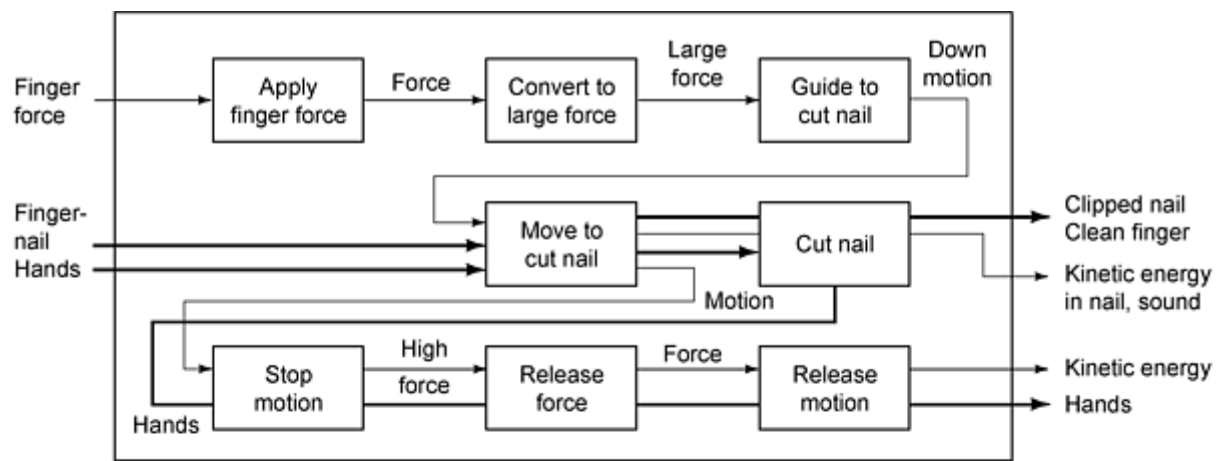 Finger
force
Apply
finger force
Force
Convert to
large force
Large
force
Guide to
cut nail
Down
motion
Finger-
nail
Hands
Move to
cut nail
Cut nail
Clipped nail
Clean finger
Kinetic energy
in nail, sound
Motion
Hands
Stop
motion
High
force
Release
force
Force
Release
motion
Kinetic energy
Hands